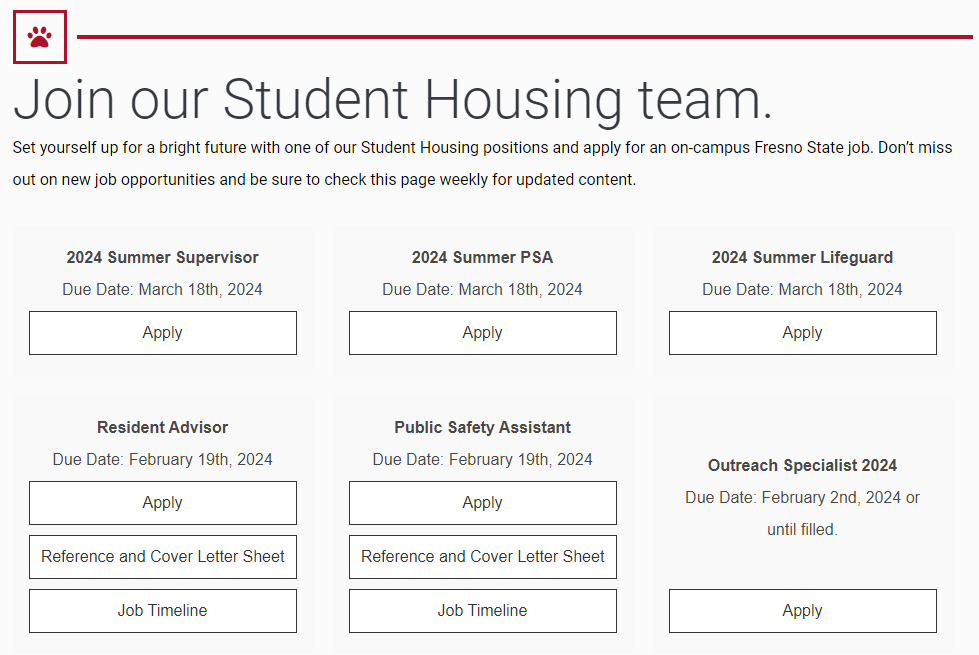 Join our Student Housing team.
Set yourself up for a bright future with one of our Student Housing positions and apply for an on-campus Fresno State job. Don’t miss
out on new job opportunities and be sure to check this page weekly for updated content.
2024 Summer Supervisor
Due Date: March 18th, 2024
Apply
2024 Summer PSA
Due Date: March 18th, 2024
Apply
2024 Summer Lifeguard
Due Date: March 18th, 2024
Apply
Resident Advisor
Due Date: February 19th, 2024
Apply
Reference and Cover Letter Sheet
Job Timeline
Public Safety Assistant
Due Date: February 19th, 2024
Apply
Reference and Cover Letter Sheet
Job Timeline
Outreach Specialist 2024
Due Date: February 2nd, 2024 or
until filled.
Apply